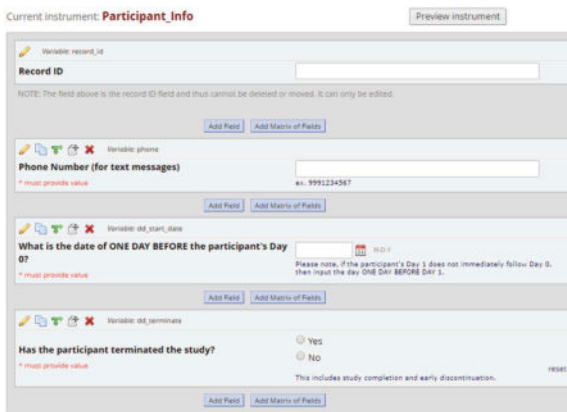 Current instrument: Participant_Info
Preview instrument
Variable: record_id
Record ID
NOTE: The field above is the record ID field and thus cannot be deleted or moved. It can only be edited.
Add Field Add Matrix of Fields
Variable: phone
Phone Number (for text messages)
* must provide value
ex. 9991234567
Add Field Add Matrix of Fields
Variable: dd_start_date
What is the date of ONE DAY BEFORE the participant's Day
0?
* must provide value
M-D-Y
Please note, if the participant's Day 1 does not immediately follow Day 0,
then input the day ONE DAY BEFORE DAY 1.
Add Field Add Matrix of Fields
Variable: dd_terminate
Has the participant terminated the study?
* must provide value
Yes
No
reset
This includes study completion and early discontinuation.
Add Field Add Matrix of Fields